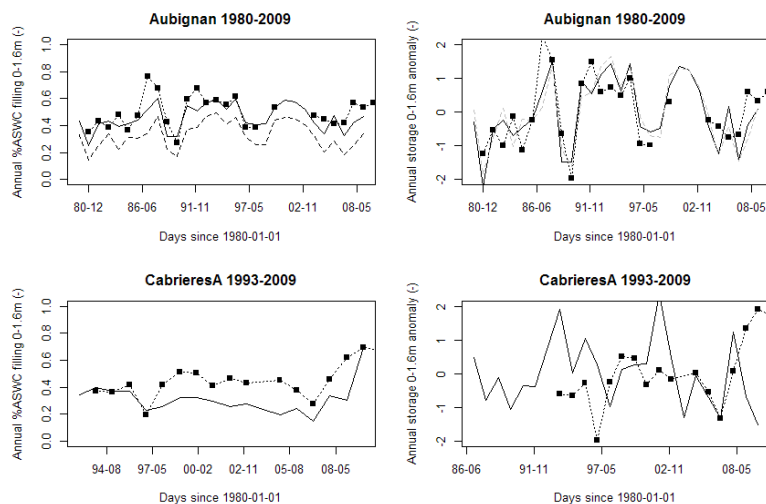 Aubignan 1980-2009
Annual %ASWC filling 0-1.6m (-)
1.0
0.8
0.6
0.4
0.2
0.0
80-12 86-06 91-11 97-05 02-11 08-05
Days since 1980-01-01
Aubignan 1980-2009
Annual storage 0-1.6m anomaly (-)
2
1
0
-1
-2
80-12 86-06 91-11 97-05 02-11 08-05
Days since 1980-01-01
CabrieresA 1993-2009
Annual %ASWC filling 0-1.6m (-)
1.0
0.8
0.6
0.4
0.2
0.0
94-08 97-05 00-02 02-11 05-08 08-05
Days since 1980-01-01
CabrieresA 1993-2009
Annual storage 0-1.6m anomaly (-)
2
1
0
-1
-2
86-06 91-11 97-05 02-11 08-05
Days since 1980-01-01